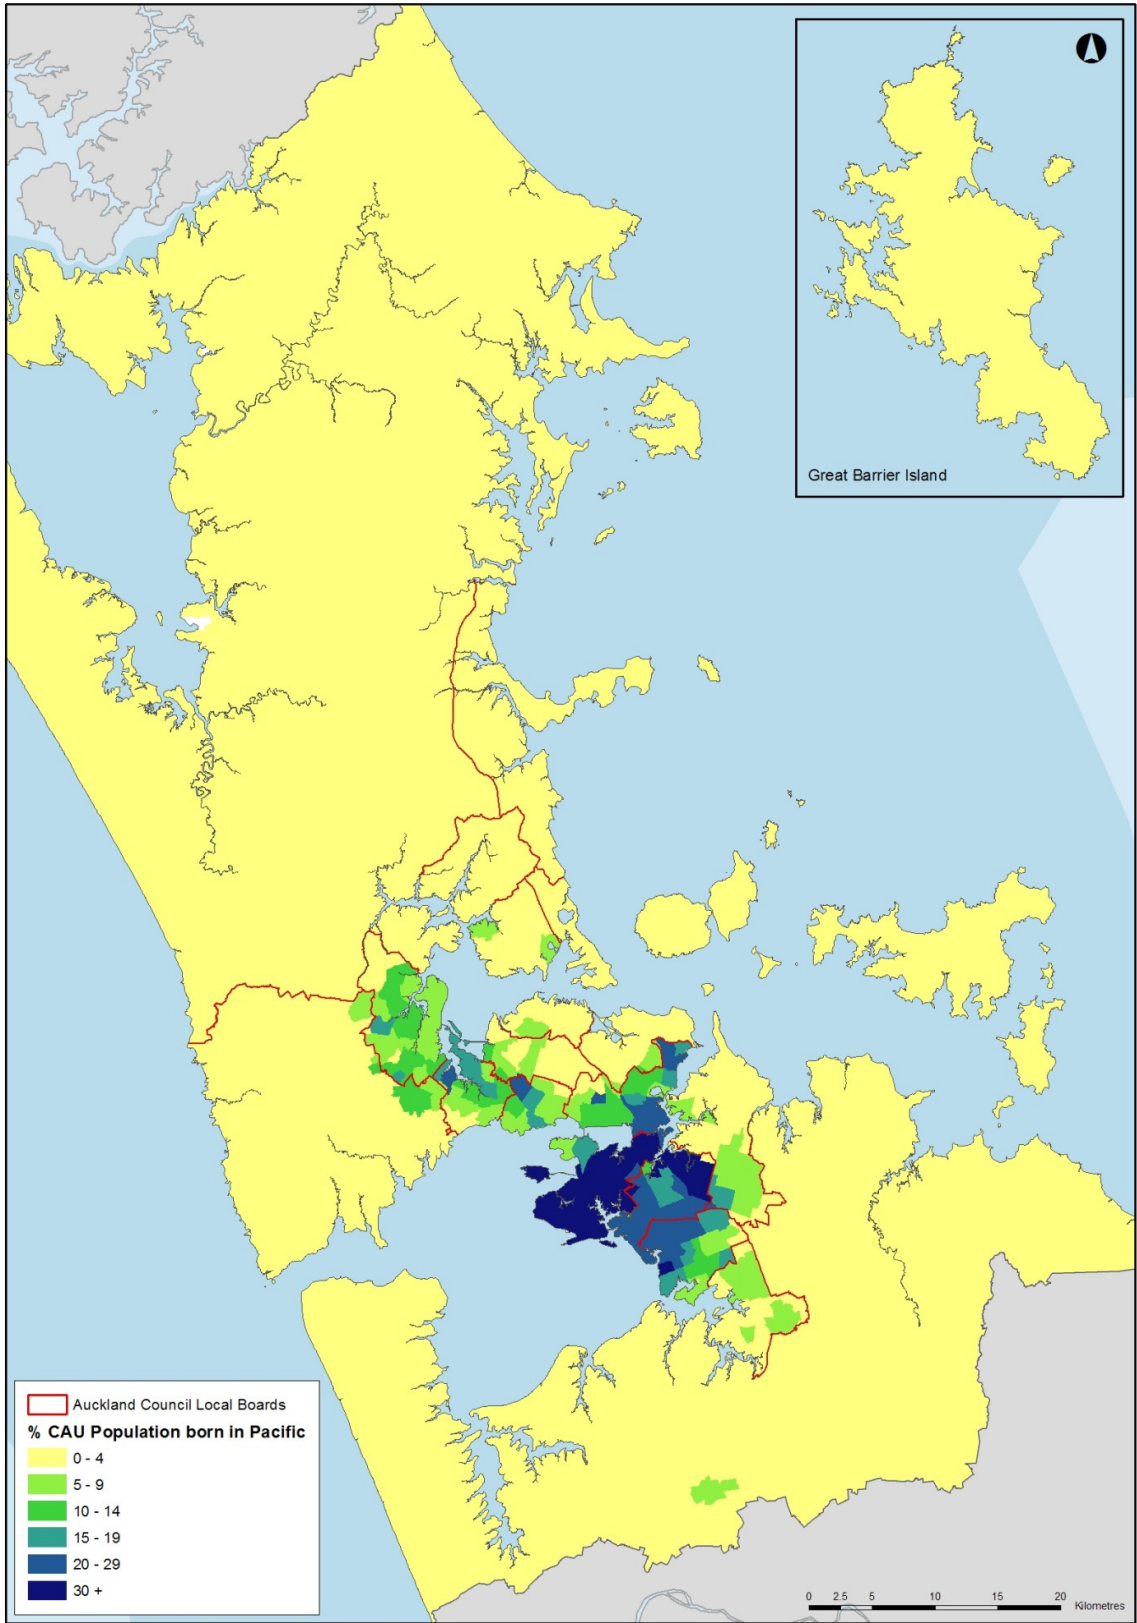 Great Barrier Island
Auckland Council Local Boards
% CAU Population born in Pacific
0 - 4
5 - 9
10 - 14
15 - 19
20 - 29
30 +
0 2.5 5 10 15 20
Kilometres